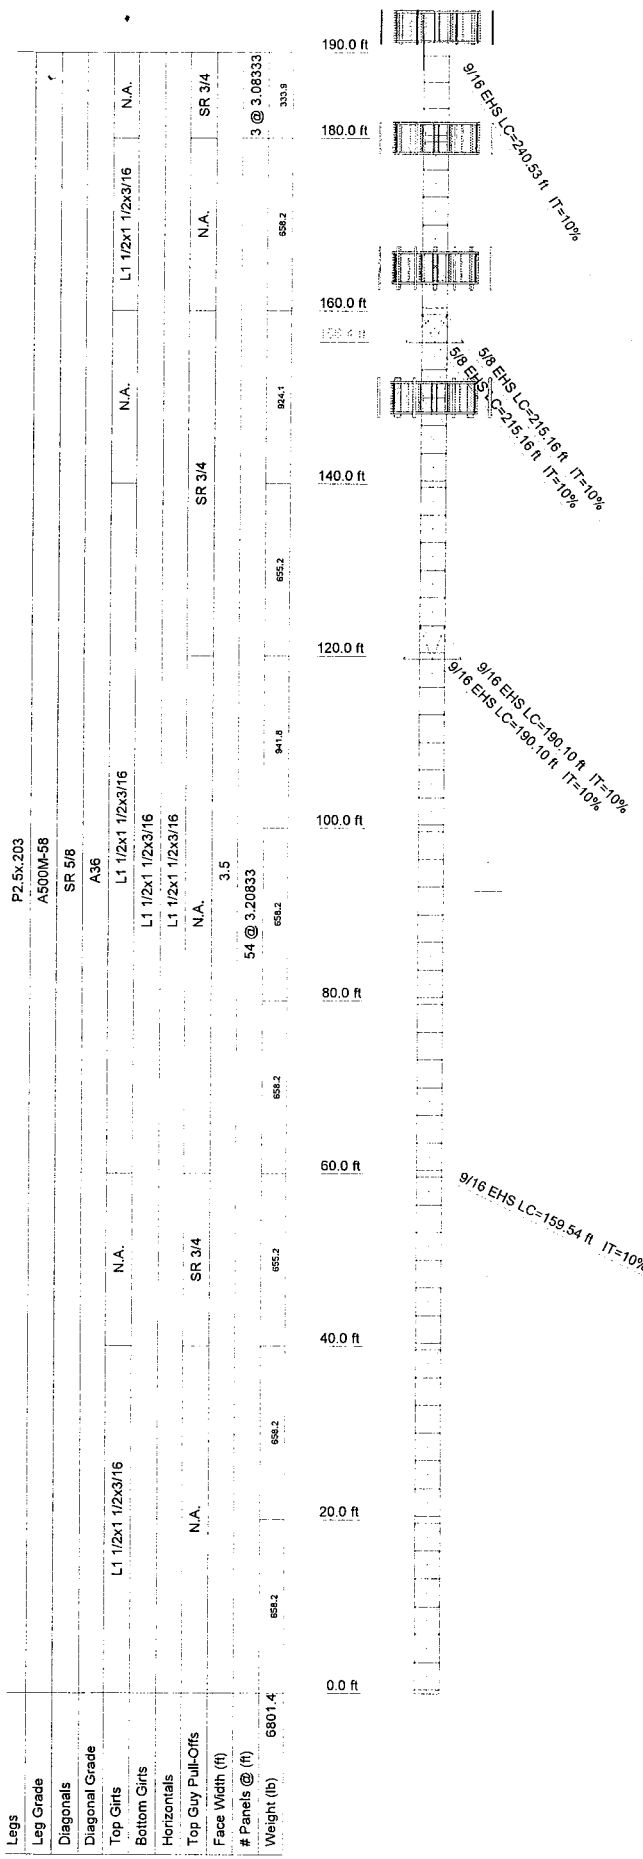 Legs P2.5x.203
Leg Grade A500M-58
Diagonals SR 5/8
Diagonal Grade A36
Top Girts L1 1/2x1 1/2x3/16 N.A. L1 1/2x1 1/2x3/16 N.A. L1 1/2x1 1/2x3/16 N.A.
Bottom Girts L1 1/2x1 1/2x3/16
Horizontals L1 1/2x1 1/2x3/16
Top Guy Pull-Offs N.A. SR 3/4 N.A. SR 3/4 N.A. SR 3/4
Face Width (ft) 3.5
# Panels @ (ft) 54 @ 3.20833 3 @ 3.08333
Weight (lb) 6801.4 658.2 658.2 655.2 658.2 658.2 941.8 655.2 924.1 658.2 333.9
190.0 ft
9/16 EHS LC=240.53 ft IT=10%
180.0 ft
160.0 ft
5/8 EHS LC=215.16 ft IT=10%
5/8 EHS LC=215.16 ft IT=10%
140.0 ft
120.0 ft
9/16 EHS LC=190.10 ft IT=10%
9/16 EHS LC=190.10 ft IT=10%
100.0 ft
80.0 ft
60.0 ft
9/16 EHS LC=159.54 ft IT=10%
40.0 ft
20.0 ft
0.0 ft